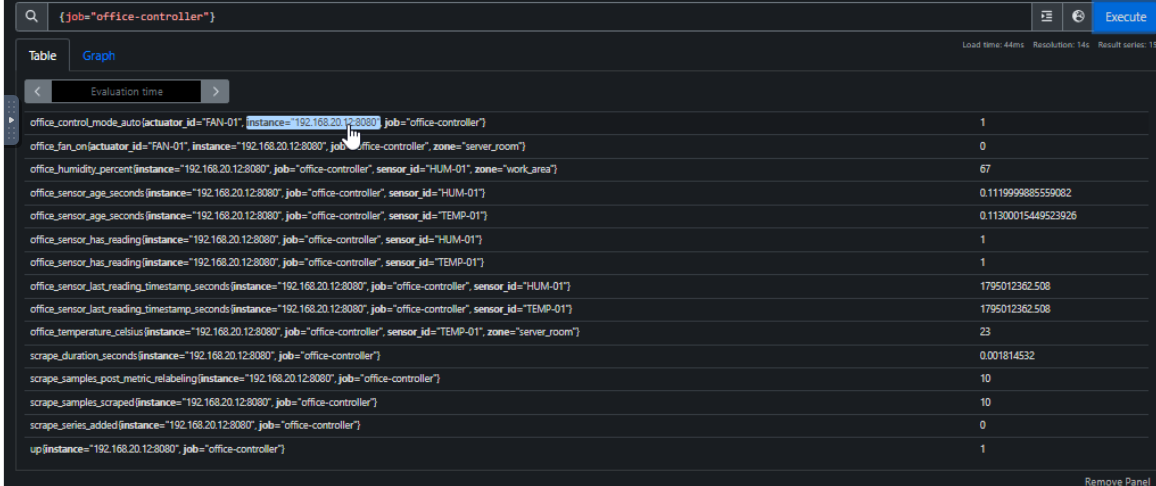 {job="office-controller"}
Execute
Table Graph
Load time: 44ms Resolution: 14s Result series: 15
Evaluation time
office_control_mode_auto{actuator_id="FAN-01", instance="192.168.20.12:8080", job="office-controller"} 1
office_fan_on{actuator_id="FAN-01", instance="192.168.20.12:8080", job="office-controller", zone="server_room"} 0
office_humidity_percent{instance="192.168.20.12:8080", job="office-controller", sensor_id="HUM-01", zone="work_area"} 67
office_sensor_age_seconds{instance="192.168.20.12:8080", job="office-controller", sensor_id="HUM-01"} 0.1119999885559082
office_sensor_age_seconds{instance="192.168.20.12:8080", job="office-controller", sensor_id="TEMP-01"} 0.11300015449523926
office_sensor_has_reading{instance="192.168.20.12:8080", job="office-controller", sensor_id="HUM-01"} 1
office_sensor_has_reading{instance="192.168.20.12:8080", job="office-controller", sensor_id="TEMP-01"} 1
office_sensor_last_reading_timestamp_seconds{instance="192.168.20.12:8080", job="office-controller", sensor_id="HUM-01"} 1795012362.508
office_sensor_last_reading_timestamp_seconds{instance="192.168.20.12:8080", job="office-controller", sensor_id="TEMP-01"} 1795012362.508
office_temperature_celsius{instance="192.168.20.12:8080", job="office-controller", sensor_id="TEMP-01", zone="server_room"} 23
scrape_duration_seconds{instance="192.168.20.12:8080", job="office-controller"} 0.001814532
scrape_samples_post_metric_relabeling{instance="192.168.20.12:8080", job="office-controller"} 10
scrape_samples_scraped{instance="192.168.20.12:8080", job="office-controller"} 10
scrape_series_added{instance="192.168.20.12:8080", job="office-controller"} 0
up{instance="192.168.20.12:8080", job="office-controller"} 1
Remove Panel